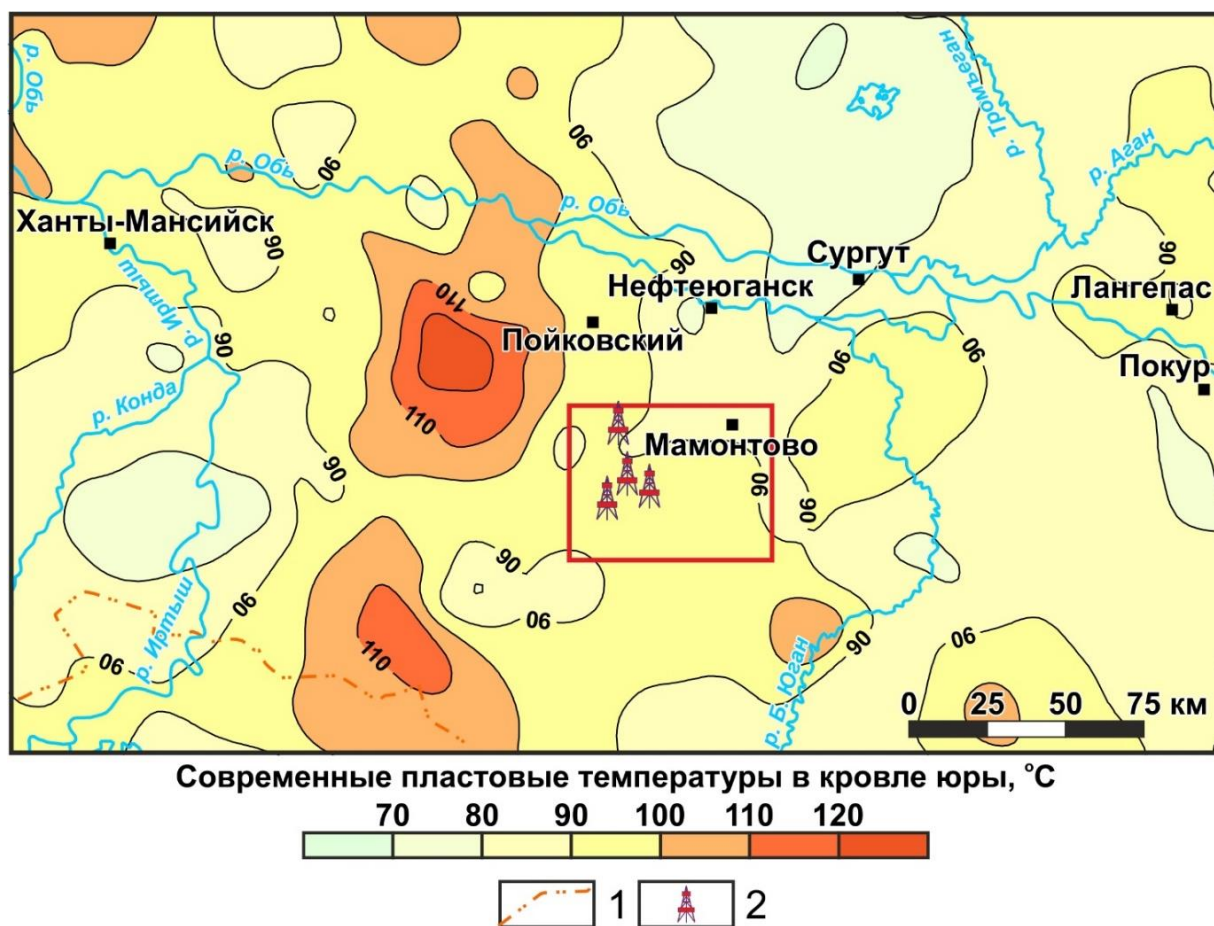 р. Обь
р. Тромъеган
90
р. Аган
90
р. Обь
р. Обь
Ханты-Мансийск
90
90
Сургут
90
р. Иртыш
110
Нефтеюганск
Лангепас
Пойковский
90
90
90
Покур
р. Конда
110
Мамонтово
90
90
90
90
90
90
р. Иртыш
90
110
р. Б. Юган
90
90
0 25 50 75 км
Современные пластовые температуры в кровле юры, °С
70 80 90 100 110 120
1 2